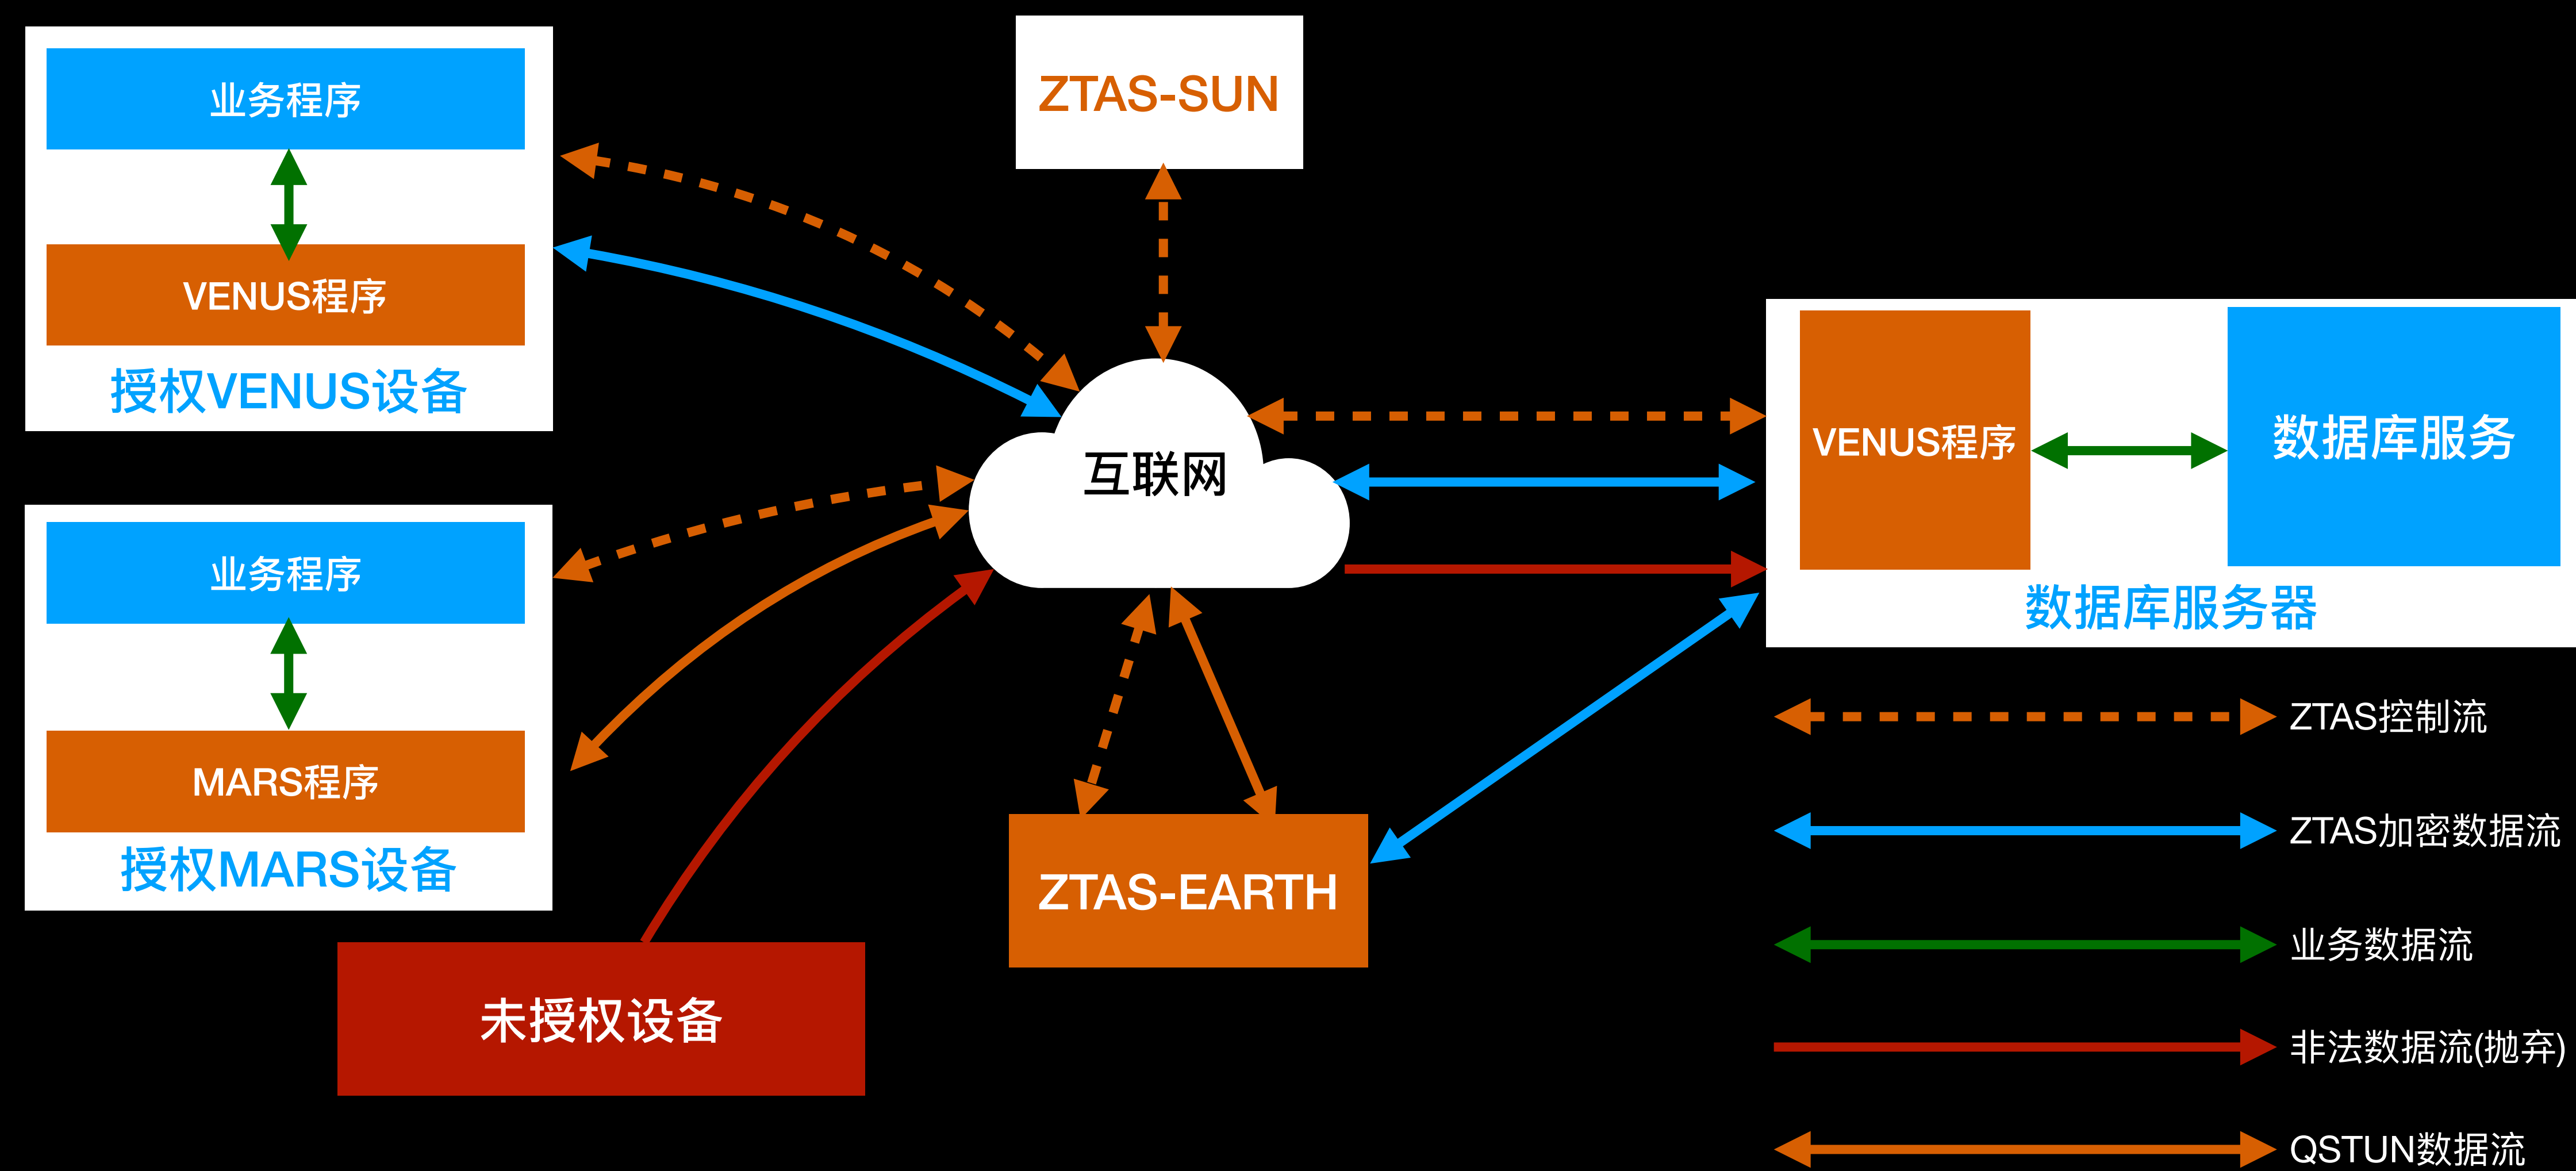 业务程序
VENUS程序
授权VENUS设备
业务程序
MARS程序
授权MARS设备
未授权设备
ZTAS-SUN
互联网
ZTAS-EARTH
VENUS程序
数据库服务
数据库服务器
ZTAS控制流
ZTAS加密数据流
业务数据流
非法数据流(抛弃)
QSTUN数据流